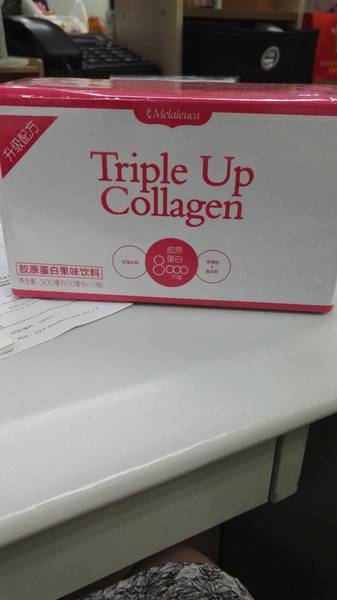 Melaleuca
升级配方
Triple Up
Collagen
胶原
蛋白
8000
mg
胶原蛋白果味饮料
净含量: 500毫升(50毫升×10瓶)